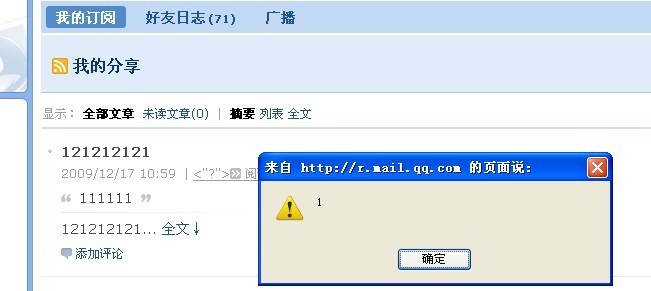 我的订阅 好友日志(71) 广播
我的分享
显示： 全部文章 未读文章(0) | 摘要 列表 全文
121212121
2009/12/17 10:59 | <"?">
“ 111111 ”
121212121... 全文↓
添加评论
来自 http://r.mail.qq.com 的页面说:
1
确定